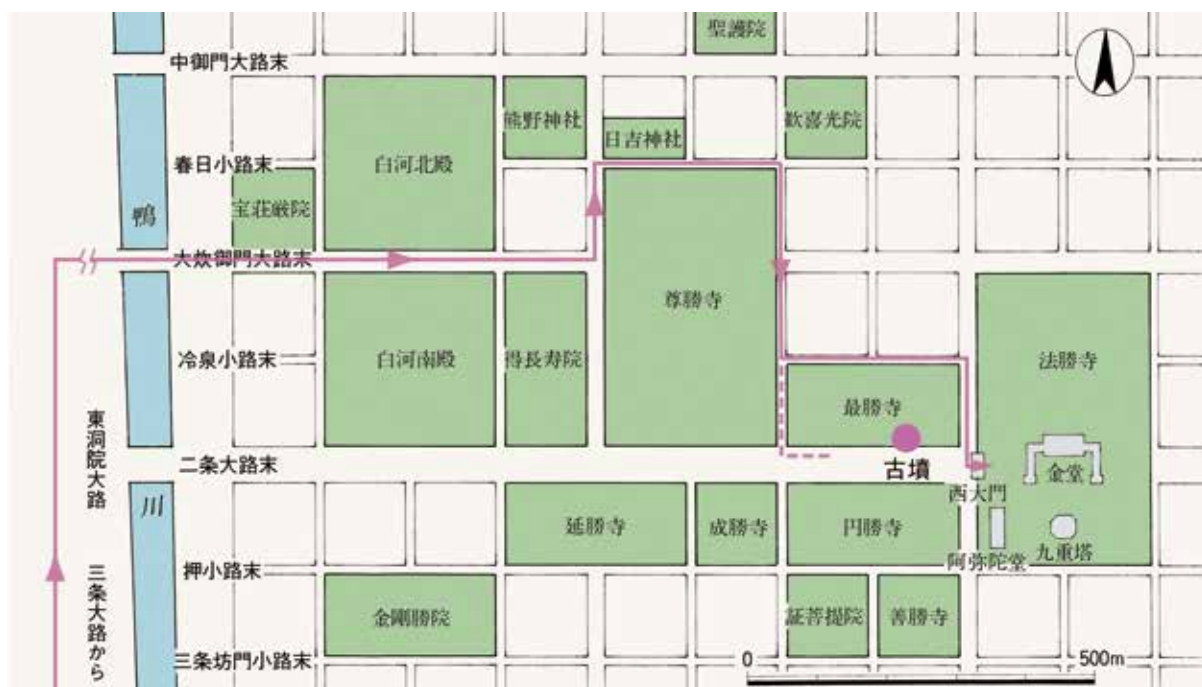 聖護院
中御門大路末
熊野神社
日吉神社
歓喜光院
春日小路末
白河北殿
宝荘厳院
鴨
大炊御門大路末
尊勝寺
冷泉小路末
白河南殿
得長寿院
法勝寺
最勝寺
東洞院大路
二条大路末
古墳
金堂
西大門
川
延勝寺
成勝寺
円勝寺
九重塔
阿弥陀堂
押小路末
三条大路から
金剛勝院
証菩提院
善勝寺
三条坊門小路末
0
500m